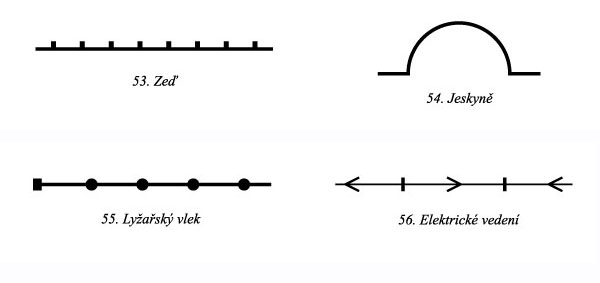 53. Zeď
54. Jeskyně
55. Lyžařský vlek
56. Elektrické vedení